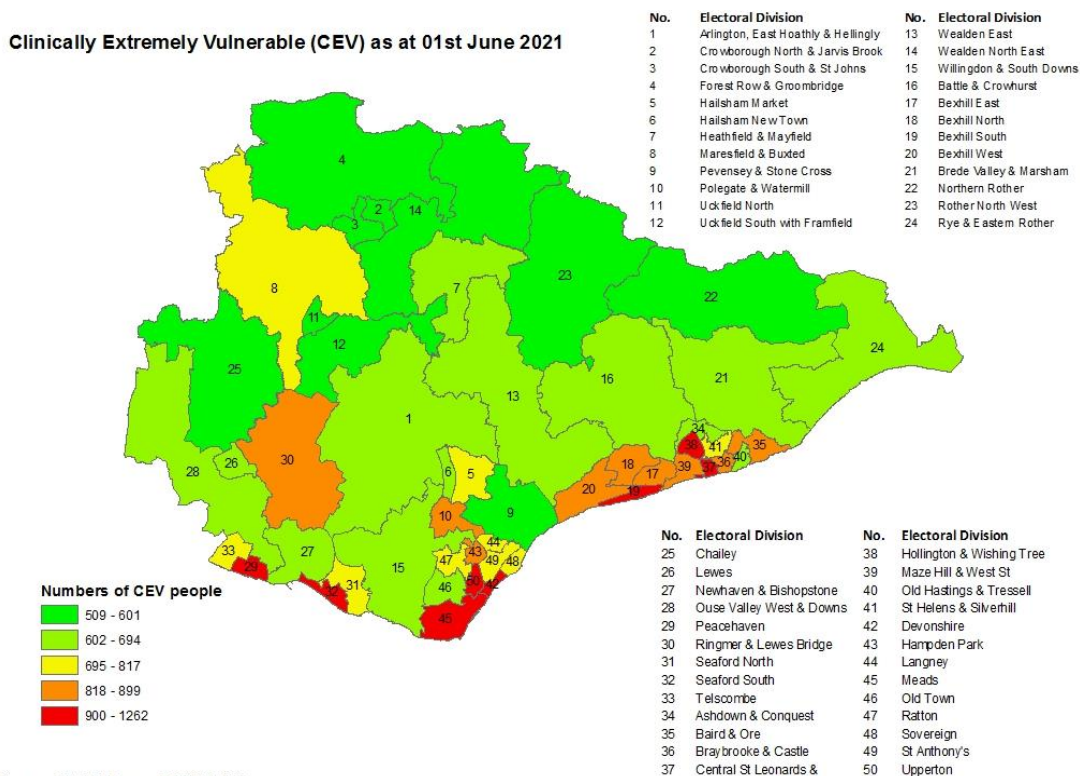 Clinically Extremely Vulnerable (CEV) as at 01st June 2021
No. Electoral Division No. Electoral Division
1 Arlington, East Hoathly & Hellingly 13 Wealden East
2 Crowborough North & Jarvis Brook 14 Wealden North East
3 Crowborough South & St Johns 15 Willingdon & South Downs
4 Forest Row & Groombridge 16 Battle & Crowhurst
5 Hailsham Market 17 Bexhill East
6 Hailsham New Town 18 Bexhill North
7 Heathfield & Mayfield 19 Bexhill South
8 Maresfield & Buxted 20 Bexhill West
9 Pevensey & Stone Cross 21 Brede Valley & Marsham
10 Polegate & Watermill 22 Northern Rother
11 Uckfield North 23 Rother North West
12 Uckfield South with Framfield 24 Rye & Eastern Rother
4
2
14
3
23
8
7
22
11
12
24
25
16
21
13
1
34
38
41
35
30
26
28
6
5
18
17
39
37
36
40
20
19
10
9
33
29
27
15
44
43
47
49
48
32
31
46
50
42
45
Numbers of CEV people
509 - 601
602 - 694
695 - 817
818 - 899
900 - 1262
No. Electoral Division No. Electoral Division
25 Chailey 38 Hollington & Wishing Tree
26 Lewes 39 Maze Hill & West St
27 Newhaven & Bishopstone 40 Old Hastings & Tressell
28 Ouse Valley West & Downs 41 St Helens & Silverhill
29 Peacehaven 42 Devonshire
30 Ringmer & Lewes Bridge 43 Hampden Park
31 Seaford North 44 Langney
32 Seaford South 45 Meads
33 Telscombe 46 Old Town
34 Ashdown & Conquest 47 Ratton
35 Baird & Ore 48 Sovereign
36 Braybrooke & Castle 49 St Anthony's
37 Central St Leonards & 50 Upperton